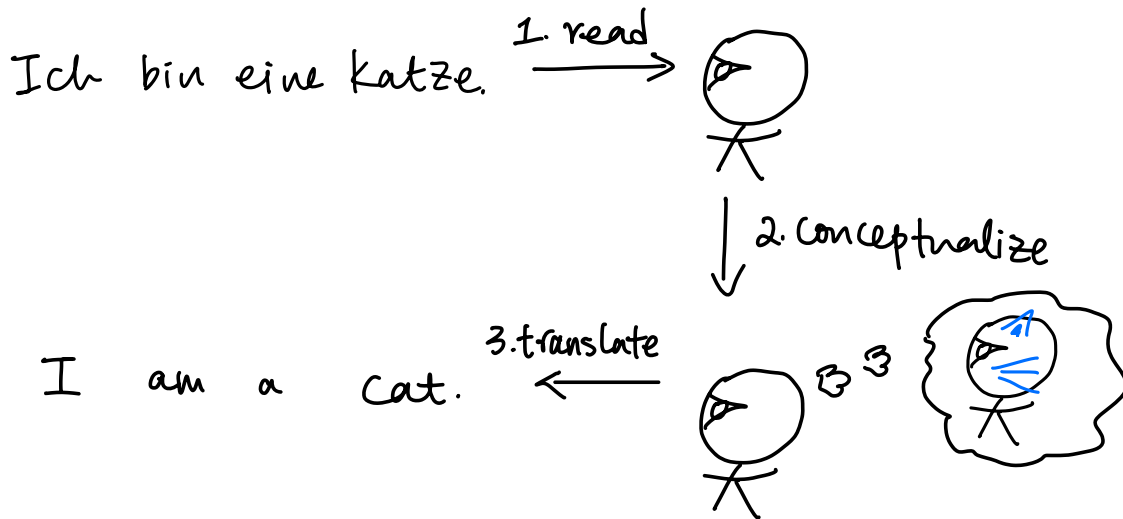 1. read
Ich bin eine Katze.
2. conceptualize
3. translate
I am a cat.